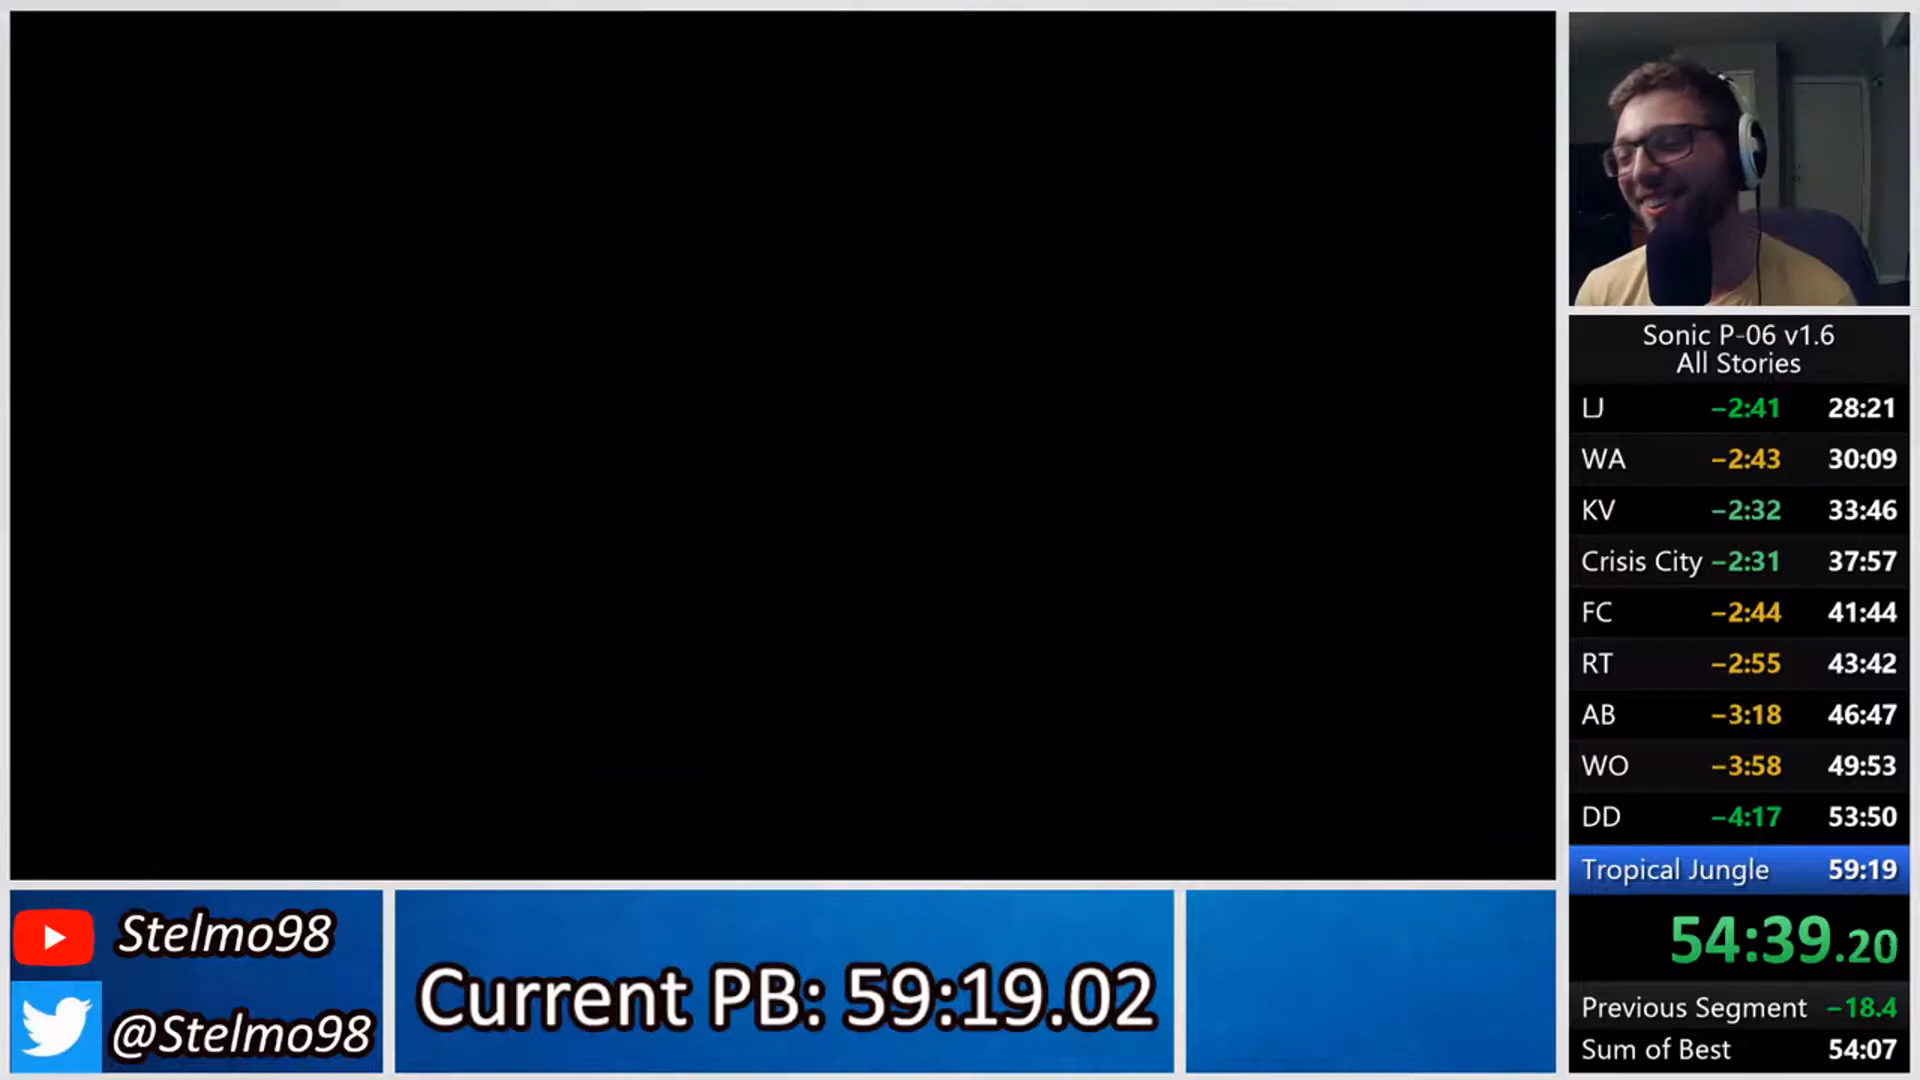 Sonic P-06 v1.6
All Stories
LJ −2:41 28:21
WA −2:43 30:09
KV −2:32 33:46
Crisis City −2:31 37:57
FC −2:44 41:44
RT −2:55 43:42
AB −3:18 46:47
WO −3:58 49:53
DD −4:17 53:50
Tropical Jungle 59:19
54:39.20
Previous Segment −18.4
Sum of Best 54:07
Stelmo98
@Stelmo98
Current PB: 59:19.02